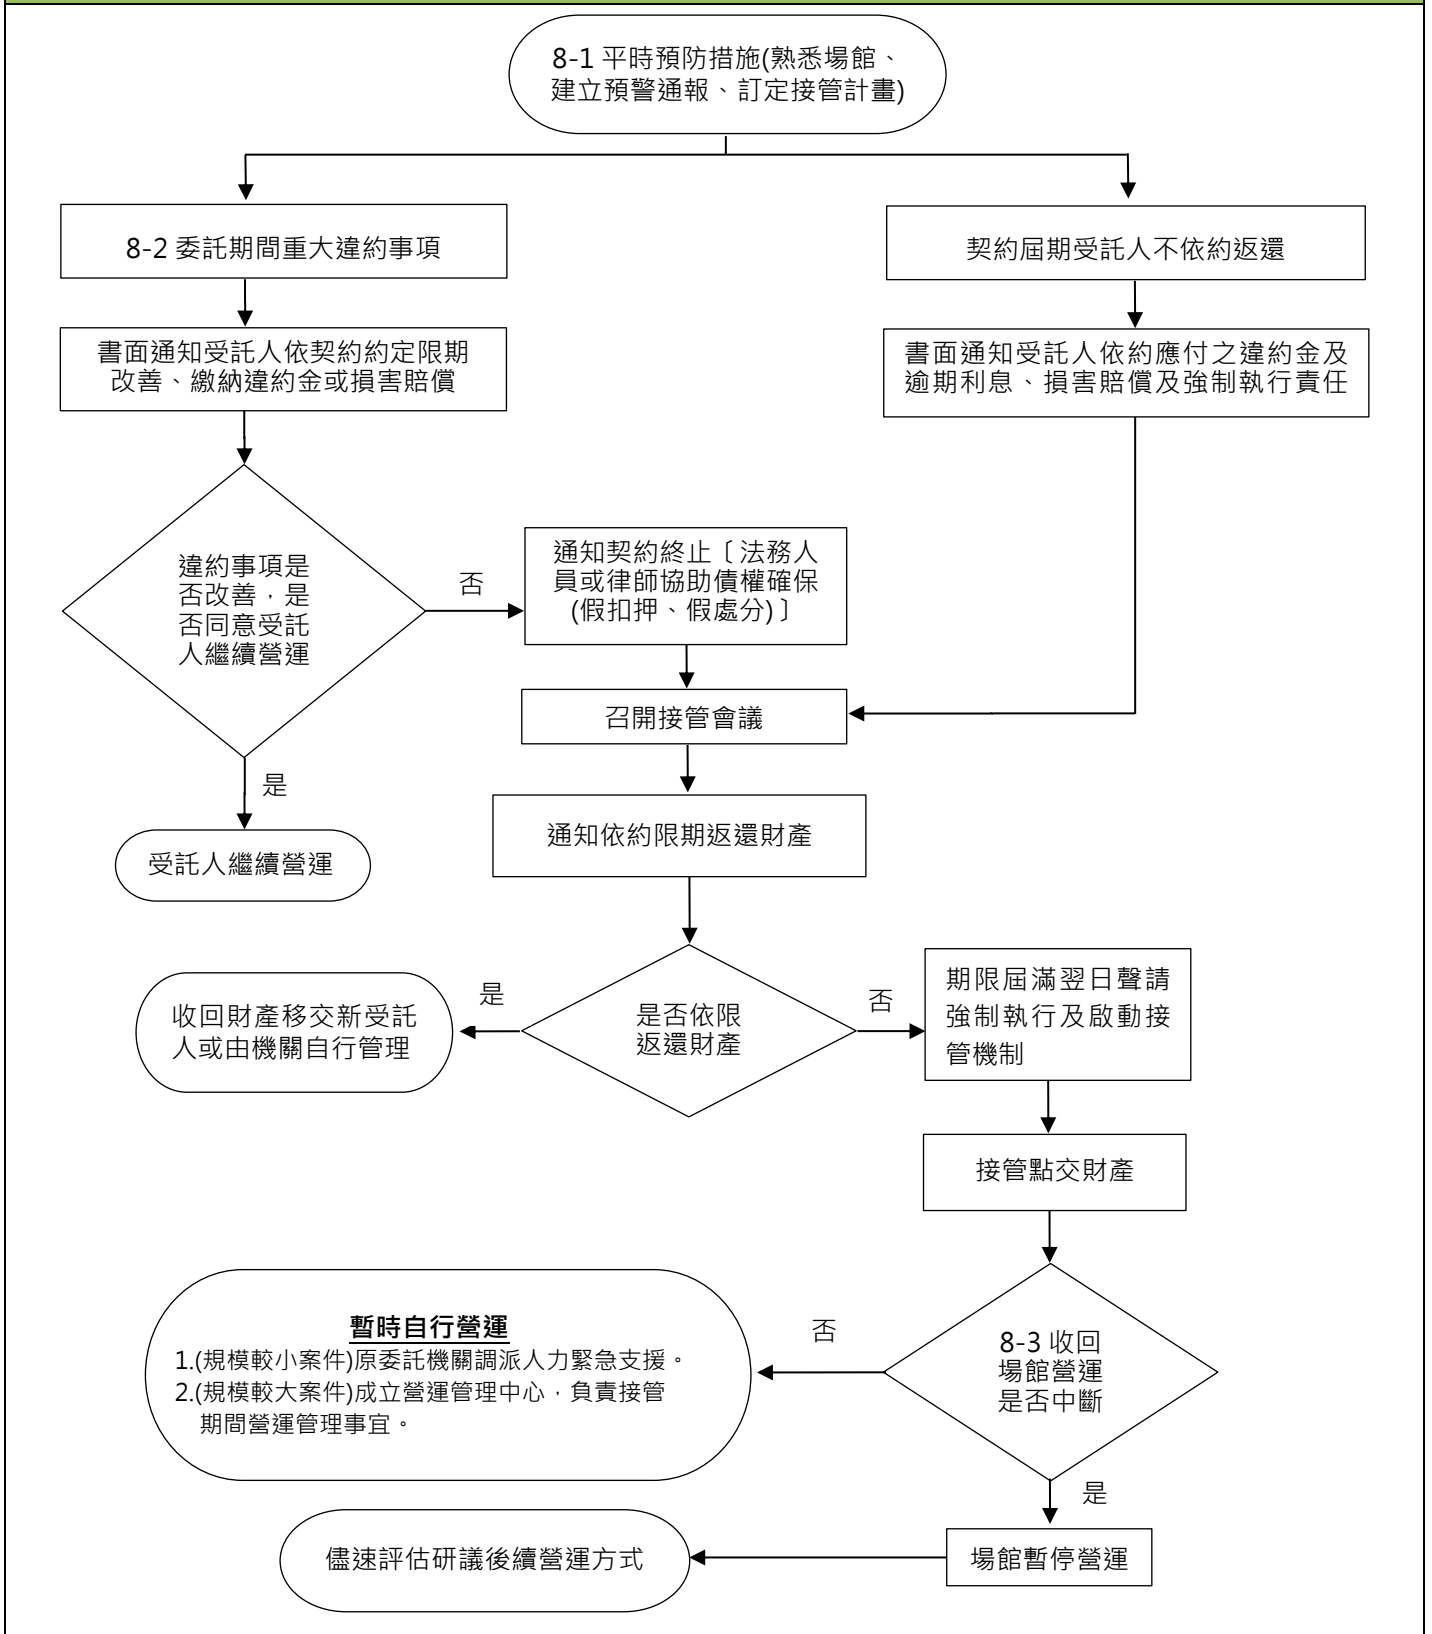 8-1 平時預防措施(熟悉場館、
建立預警通報、訂定接管計畫)
8-2 委託期間重大違約事項
契約屆期受託人不依約返還
書面通知受託人依契約約定限期
改善、繳納違約金或損害賠償
書面通知受託人依約應付之違約金及
逾期利息、損害賠償及強制執行責任
違約事項是
否改善，是
否同意受託
人繼續營運
否
通知契約終止〔法務人
員或律師協助債權確保
(假扣押、假處分)〕
召開接管會議
是
通知依約限期返還財產
受託人繼續營運
收回財產移交新受託
人或由機關自行管理
是
是否依限
返還財產
否
期限屆滿翌日聲請
強制執行及啟動接
管機制
接管點交財產
暫時自行營運
1.(規模較小案件)原委託機關調派人力緊急支援。
2.(規模較大案件)成立營運管理中心，負責接管
期間營運管理事宜。
否
8-3 收回
場館營運
是否中斷
是
儘速評估研議後續營運方式
場館暫停營運